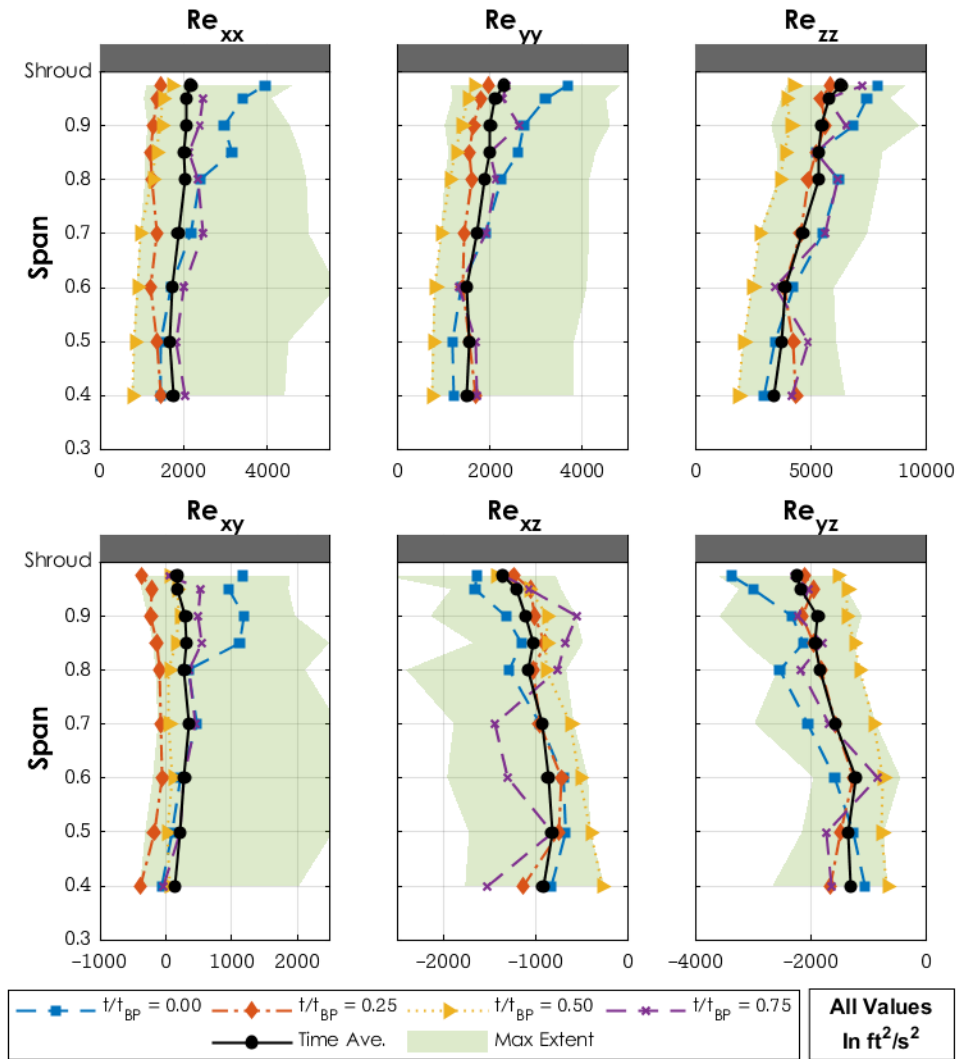 Re_xx Re_yy Re_zz
Shroud
0.9
0.8
0.7
0.6
0.5
0.4
0.3
Span
0 2000 4000 0 2000 4000 0 5000 10000
Re_xy Re_xz Re_yz
Shroud
0.9
0.8
0.7
0.6
0.5
0.4
0.3
Span
-1000 0 1000 2000 -2000 -1000 0 -4000 -2000 0
t/t_BP = 0.00 t/t_BP = 0.25 t/t_BP = 0.50 t/t_BP = 0.75
Time Ave. Max Extent
All Values
In ft²/s²